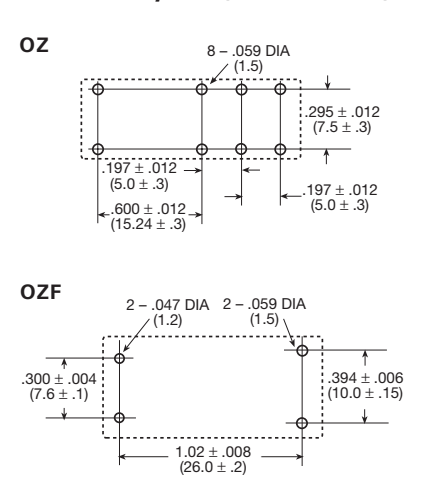 OZ
8 – .059 DIA
(1.5)
.295 ± .012
(7.5 ± .3)
.197 ± .012
(5.0 ± .3)
.197 ± .012
(5.0 ± .3)
.600 ± .012
(15.24 ± .3)
OZF
2 – .047 DIA
(1.2)
2 – .059 DIA
(1.5)
.300 ± .004
(7.6 ± .1)
.394 ± .006
(10.0 ± .15)
1.02 ± .008
(26.0 ± .2)